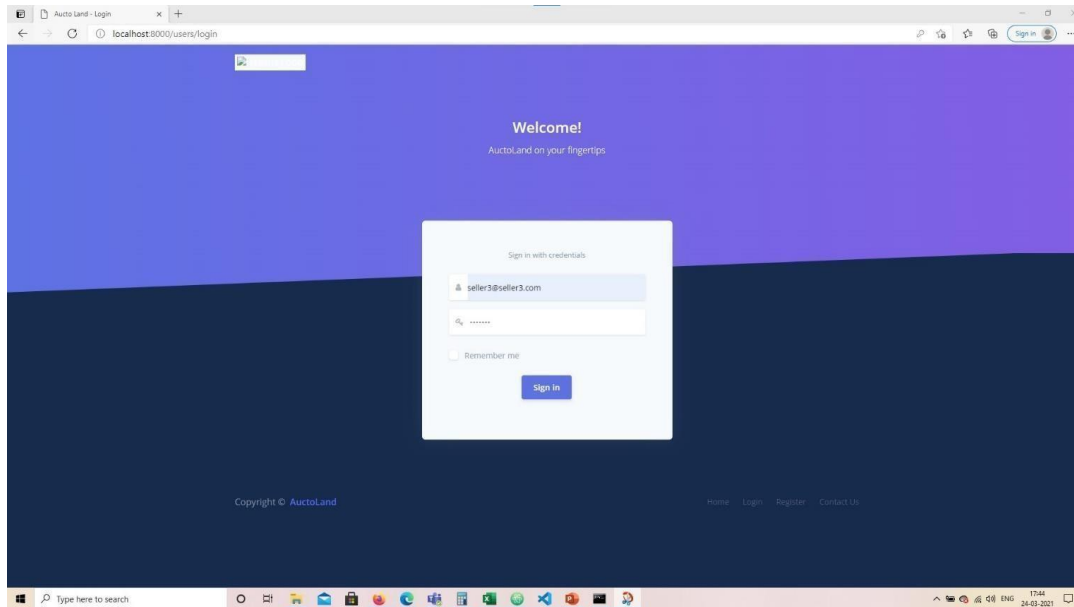 Aucto Land - Login
localhost:8000/users/login
Sign in
Welcome!
AuctoLand on your fingertips
Sign in with credentials
seller3@seller3.com
Remember me
Sign in
Copyright © AuctoLand
Home Login Register Contact Us
Type here to search
ENG
17:44
24-03-2021